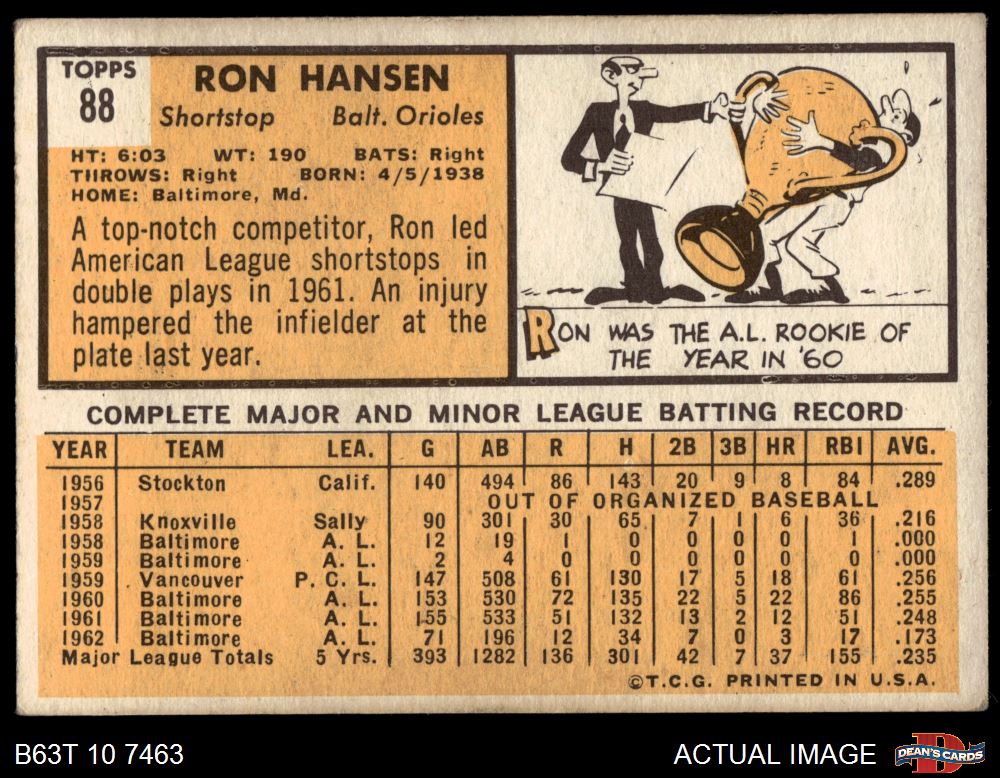 TOPPS
88
RON HANSEN
Shortstop Balt. Orioles
HT: 6:03 WT: 190 BATS: Right
THROWS: Right BORN: 4/5/1938
HOME: Baltimore, Md.
A top-notch competitor, Ron led
American League shortstops in
double plays in 1961. An injury
hampered the infielder at the
plate last year.
RON WAS THE A.L. ROOKIE OF
THE YEAR IN '60
COMPLETE MAJOR AND MINOR LEAGUE BATTING RECORD
YEAR TEAM LEA. G AB R H 2B 3B HR RBI AVG.
1956 Stockton Calif. 140 494 86 143 20 9 8 84 .289
1957 OUT OF ORGANIZED BASEBALL
1958 Knoxville Sally 90 301 30 65 7 1 6 36 .216
1958 Baltimore A. L. 12 19 1 0 0 0 0 1 .000
1959 Baltimore A. L. 2 4 0 0 0 0 0 0 .000
1959 Vancouver P. C. L. 147 508 61 130 17 5 18 61 .256
1960 Baltimore A. L. 153 530 72 135 22 5 22 86 .255
1961 Baltimore A. L. 155 533 51 132 13 2 12 51 .248
1962 Baltimore A. L. 71 196 12 34 7 0 3 17 .173
Major League Totals 5 Yrs. 393 1282 136 301 42 7 37 155 .235
©T.C.G. PRINTED IN U.S.A.
B63T 10 7463 ACTUAL IMAGE DEAN'S CARDS